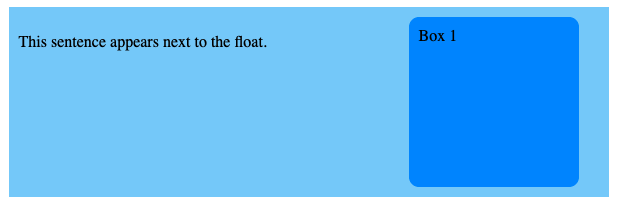 This sentence appears next to the float.
Box 1